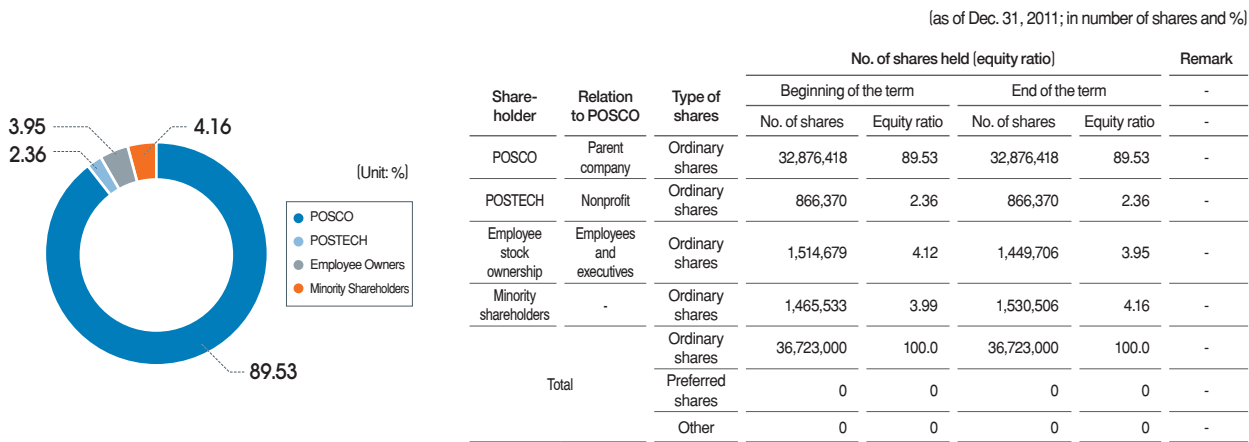 (as of Dec. 31, 2011; in number of shares and %)
3.95
2.36
4.16
(Unit: %)
POSCO
POSTECH
Employee Owners
Minority Shareholders
89.53
Share-holder Relation to POSCO Type of shares No. of shares held (equity ratio) Remark
Beginning of the term End of the term -
No. of shares Equity ratio No. of shares Equity ratio -
POSCO Parent company Ordinary shares 32,876,418 89.53 32,876,418 89.53 -
POSTECH Nonprofit Ordinary shares 866,370 2.36 866,370 2.36 -
Employee stock ownership Employees and executives Ordinary shares 1,514,679 4.12 1,449,706 3.95 -
Minority shareholders - Ordinary shares 1,465,533 3.99 1,530,506 4.16 -
Total Ordinary shares 36,723,000 100.0 36,723,000 100.0 -
Preferred shares 0 0 0 0 -
Other 0 0 0 0 -